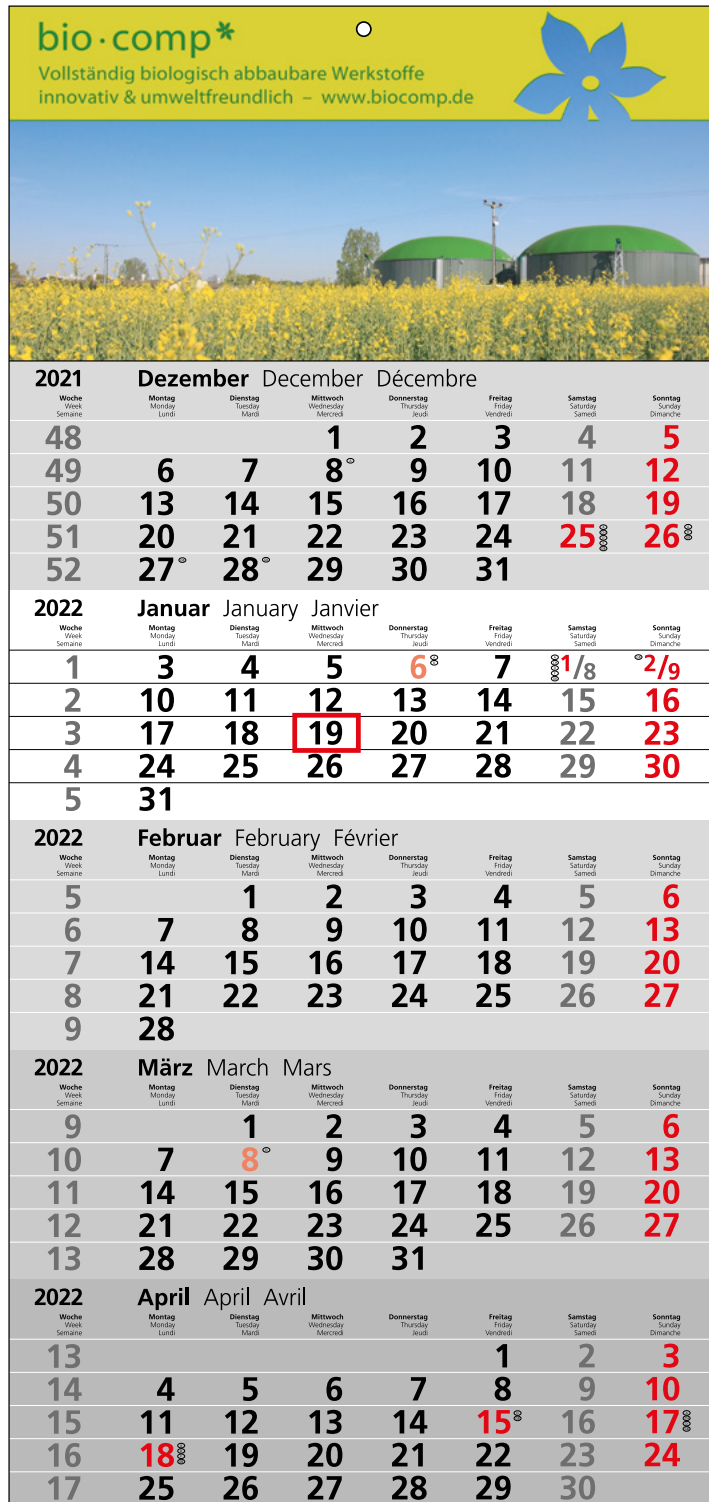 bio·comp*
Vollständig biologisch abbaubare Werkstoffe
innovativ & umweltfreundlich – www.biocomp.de
2021 Dezember December Décembre
Woche Montag Dienstag Mittwoch Donnerstag Freitag Samstag Sonntag
Week Monday Tuesday Wednesday Thursday Friday Saturday Sunday
Semaine Lundi Mardi Mercredi Jeudi Vendredi Samedi Dimanche
48 1 2 3 4 5
49 6 7 8 9 10 11 12
50 13 14 15 16 17 18 19
51 20 21 22 23 24 25 26
52 27 28 29 30 31
2022 Januar January Janvier
Woche Montag Dienstag Mittwoch Donnerstag Freitag Samstag Sonntag
Week Monday Tuesday Wednesday Thursday Friday Saturday Sunday
Semaine Lundi Mardi Mercredi Jeudi Vendredi Samedi Dimanche
1 3 4 5 6 7 1/8 2/9
2 10 11 12 13 14 15 16
3 17 18 19 20 21 22 23
4 24 25 26 27 28 29 30
5 31
2022 Februar February Février
Woche Montag Dienstag Mittwoch Donnerstag Freitag Samstag Sonntag
Week Monday Tuesday Wednesday Thursday Friday Saturday Sunday
Semaine Lundi Mardi Mercredi Jeudi Vendredi Samedi Dimanche
5 1 2 3 4 5 6
6 7 8 9 10 11 12 13
7 14 15 16 17 18 19 20
8 21 22 23 24 25 26 27
9 28
2022 März March Mars
Woche Montag Dienstag Mittwoch Donnerstag Freitag Samstag Sonntag
Week Monday Tuesday Wednesday Thursday Friday Saturday Sunday
Semaine Lundi Mardi Mercredi Jeudi Vendredi Samedi Dimanche
9 1 2 3 4 5 6
10 7 8 9 10 11 12 13
11 14 15 16 17 18 19 20
12 21 22 23 24 25 26 27
13 28 29 30 31
2022 April April Avril
Woche Montag Dienstag Mittwoch Donnerstag Freitag Samstag Sonntag
Week Monday Tuesday Wednesday Thursday Friday Saturday Sunday
Semaine Lundi Mardi Mercredi Jeudi Vendredi Samedi Dimanche
13 1 2 3
14 4 5 6 7 8 9 10
15 11 12 13 14 15 16 17
16 18 19 20 21 22 23 24
17 25 26 27 28 29 30